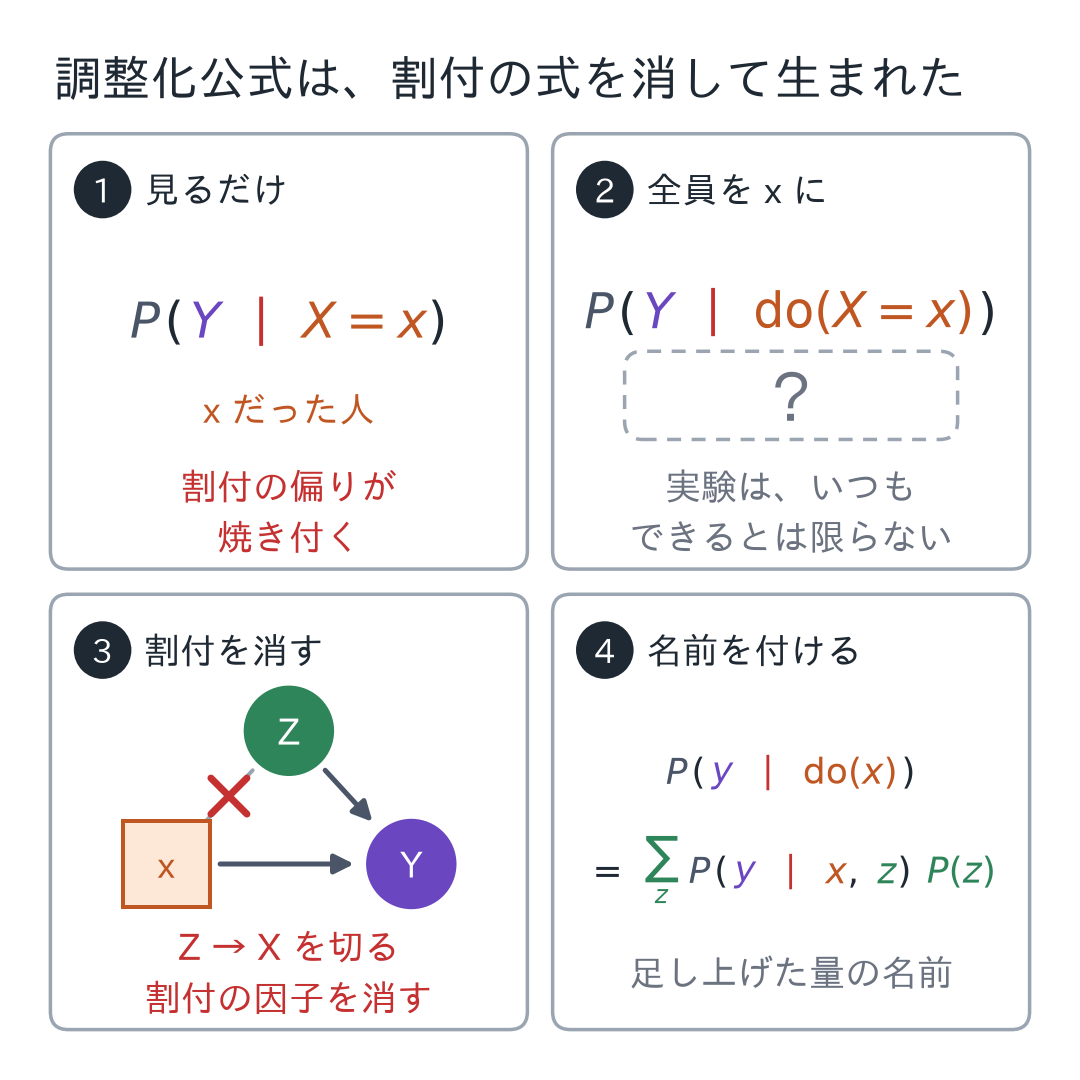 調整化公式は、割付の式を消して生まれた
1 見るだけ
P(Y | X = x)
x だった人
割付の偏りが
焼き付く
2 全員を x に
P(Y | do(X = x))
?
実験は、いつも
できるとは限らない
3 割付を消す
Z
x
Y
Z → X を切る
割付の因子を消す
4 名前を付ける
P(y | do(x))
= ∑ P(y | x, z) P(z)
z
足し上げた量の名前